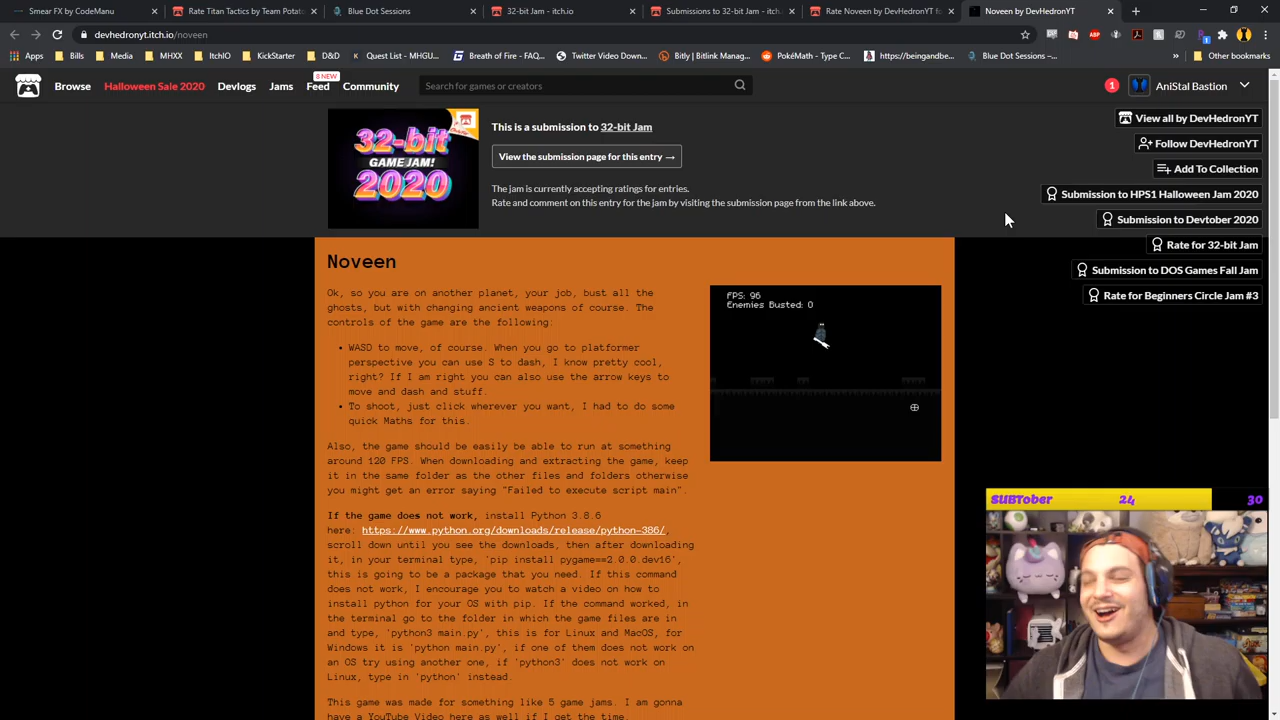 Smear FX by CodeManu
Rate Titan Tactics by Team Potato
Blue Dot Sessions
32-bit Jam - itch.io
Submissions to 32-bit Jam - itch.io
Rate Noveen by DevHedronYT for
Noveen by DevHedronYT
devhedronyt.itch.io/noveen
ABP
1
Apps
Bills
Media
MHXX
ItchIO
KickStarter
D&D
Quest List - MHGU...
Breath of Fire - FAQ...
Twitter Video Down...
Bitly | Bitlink Manag...
PokéMath - Type C...
https://beingandbe...
Blue Dot Sessions –...
»
Other bookmarks
Browse
Halloween Sale 2020
Devlogs
Jams
8 NEW
Feed
Community
Search for games or creators
1
AniStal Bastion
32-bit
GAME JAM!
2020
This is a submission to 32-bit Jam
View the submission page for this entry →
The jam is currently accepting ratings for entries.
Rate and comment on this entry for the jam by visiting the submission page from the link above.
View all by DevHedronYT
Follow DevHedronYT
Add To Collection
Submission to HPS1 Halloween Jam 2020
Submission to Devtober 2020
Rate for 32-bit Jam
Submission to DOS Games Fall Jam
Rate for Beginners Circle Jam #3
Noveen
Ok, so you are on another planet, your job, bust all the
ghosts, but with changing ancient weapons of course. The
controls of the game are the following:
• WASD to move, of course. When you go to platformer
perspective you can use S to dash, I know pretty cool,
right? If I am right you can also use the arrow keys to
move and dash and stuff.
• To shoot, just click wherever you want, I had to do some
quick Maths for this.
Also, the game should be easily be able to run at something
around 120 FPS. When downloading and extracting the game, keep
it in the same folder as the other files and folders otherwise
you might get an error saying "Failed to execute script main".
If the game does not work, install Python 3.8.6
here: https://www.python.org/downloads/release/python-386/,
scroll down until you see the downloads, then after downloading
it, in your terminal type, 'pip install pygame==2.0.0.dev16',
this is going to be a package that you need. If this command
does not work, I encourage you to watch a video on how to
install python for your OS with pip. If the command worked, in
the terminal go to the folder in which the game files are in
and type, 'python3 main.py', this is for Linux and MacOS, for
Windows it is 'python main.py', if one of them does not work on
an OS try using another one, if 'python3' does not work on
Linux, type in 'python' instead.
This game was made for something like 5 game jams. I am gonna
have a YouTube Video here as well if I get the time.
FPS: 96
Enemies Busted: 0
SUBTober 24 30